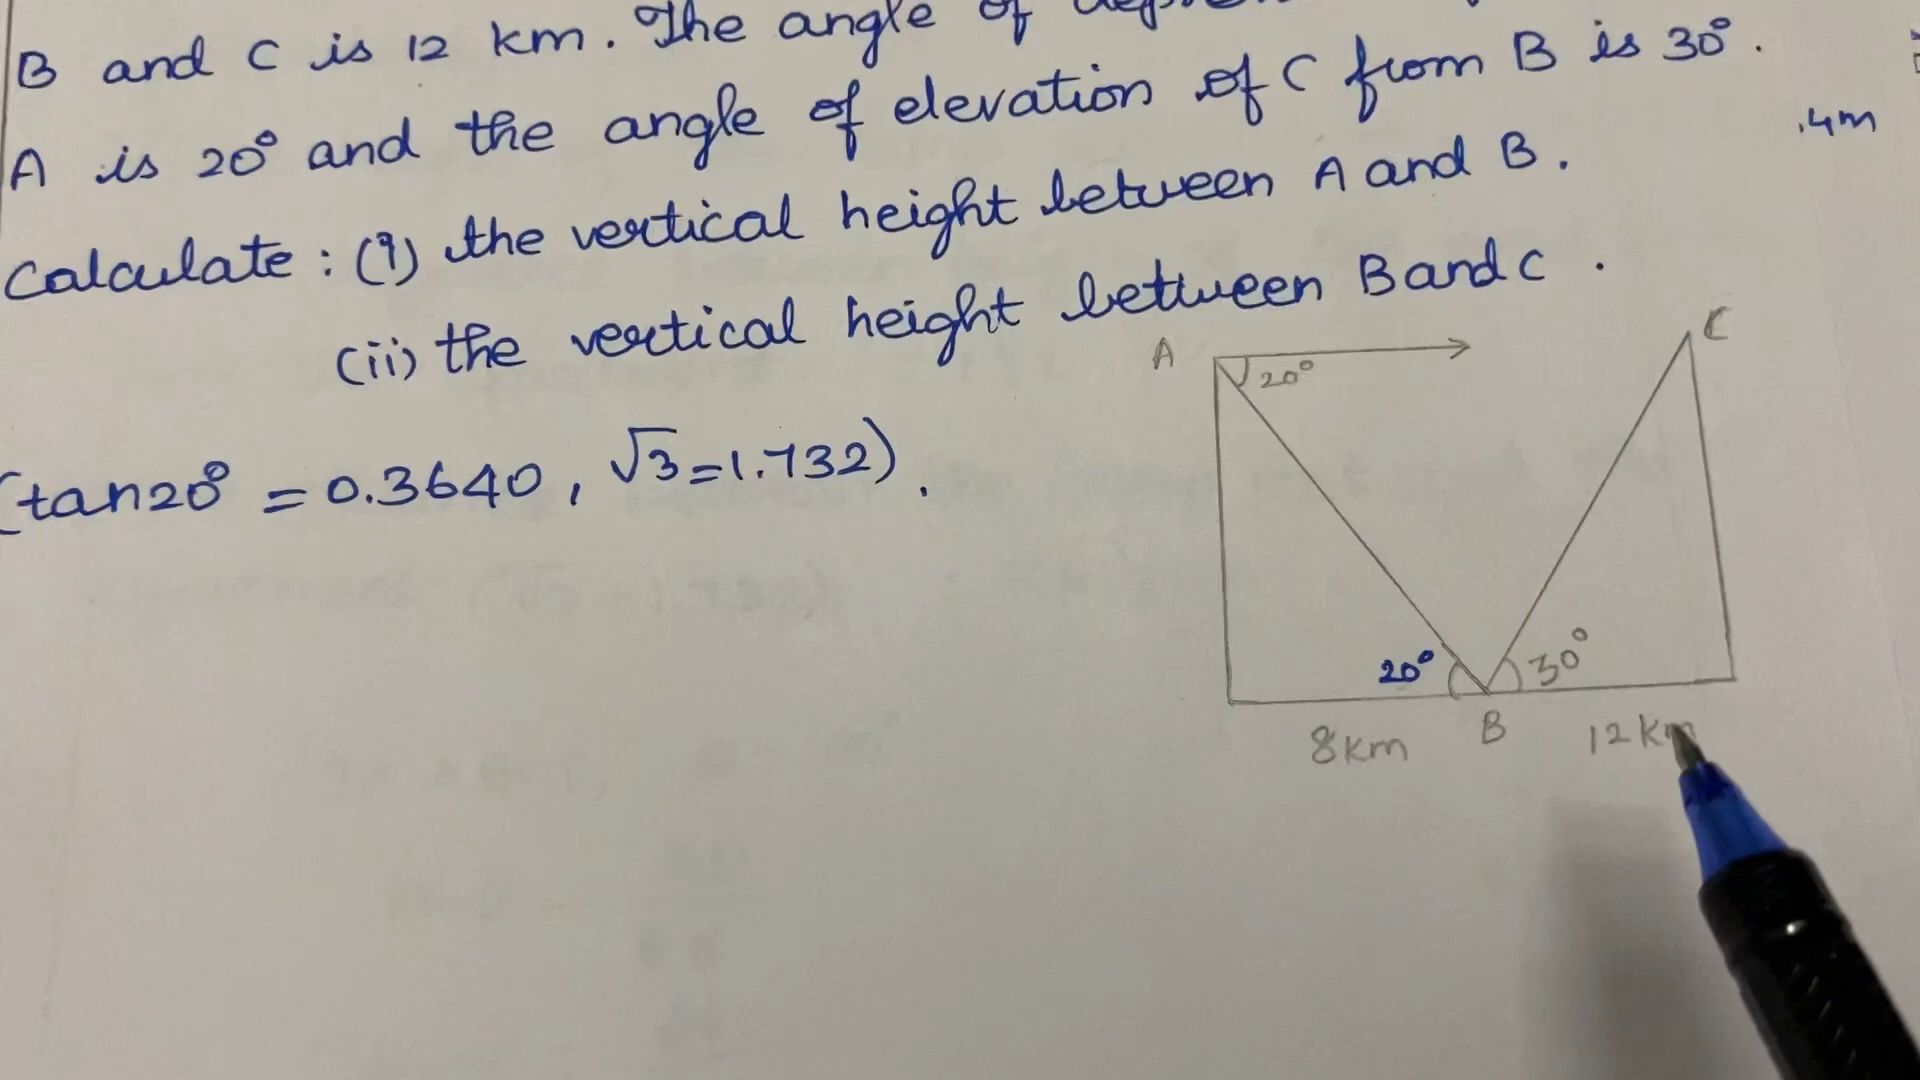 B and C is 12 km. The angle of
A is 20° and the angle of elevation of C from B is 30°.
.4m
Calculate : (i) the vertical height between A and B.
(ii) the vertical height between B and C .
A
C
20°
(tan20° = 0.3640, √3=1.732).
20°
30°
8km
B
12km